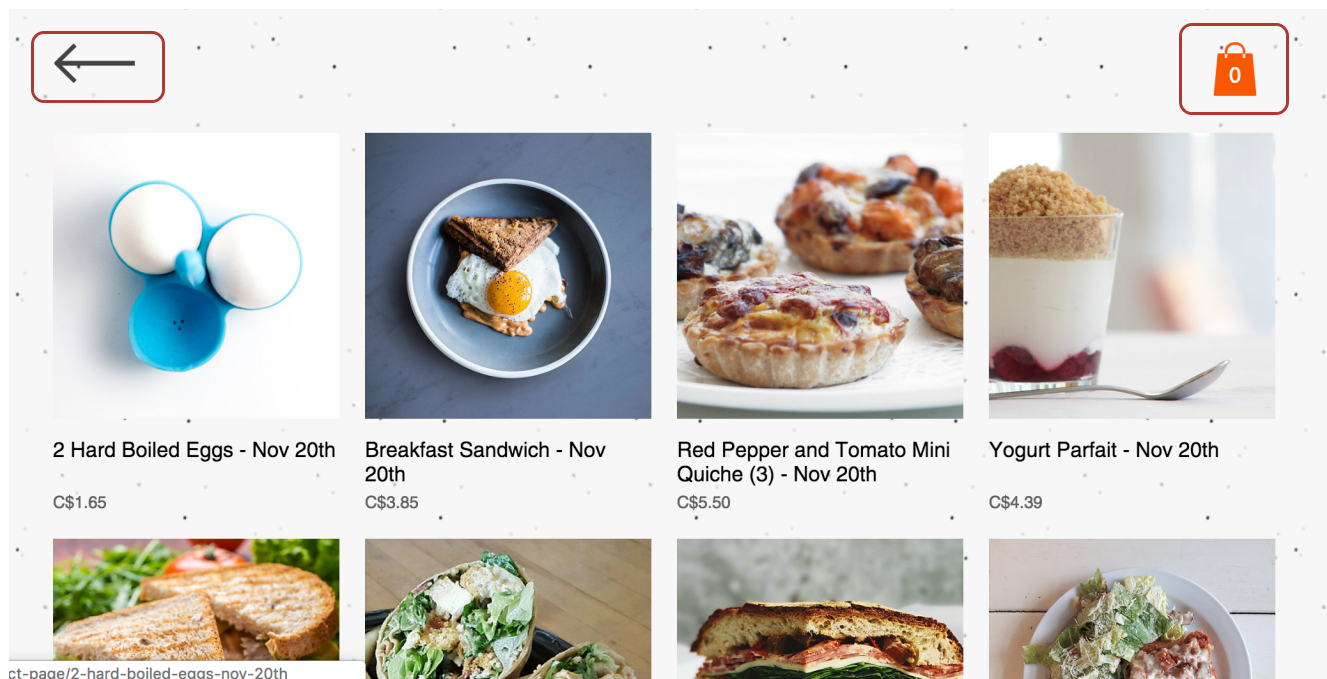 0
2 Hard Boiled Eggs - Nov 20th
Breakfast Sandwich - Nov
20th
Red Pepper and Tomato Mini
Quiche (3) - Nov 20th
Yogurt Parfait - Nov 20th
C$1.65
C$3.85
C$5.50
C$4.39
ct-page/2-hard-boiled-eggs-nov-20th